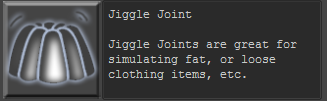 Jiggle Joint
Jiggle Joints are great for
simulating fat, or loose
clothing items, etc.